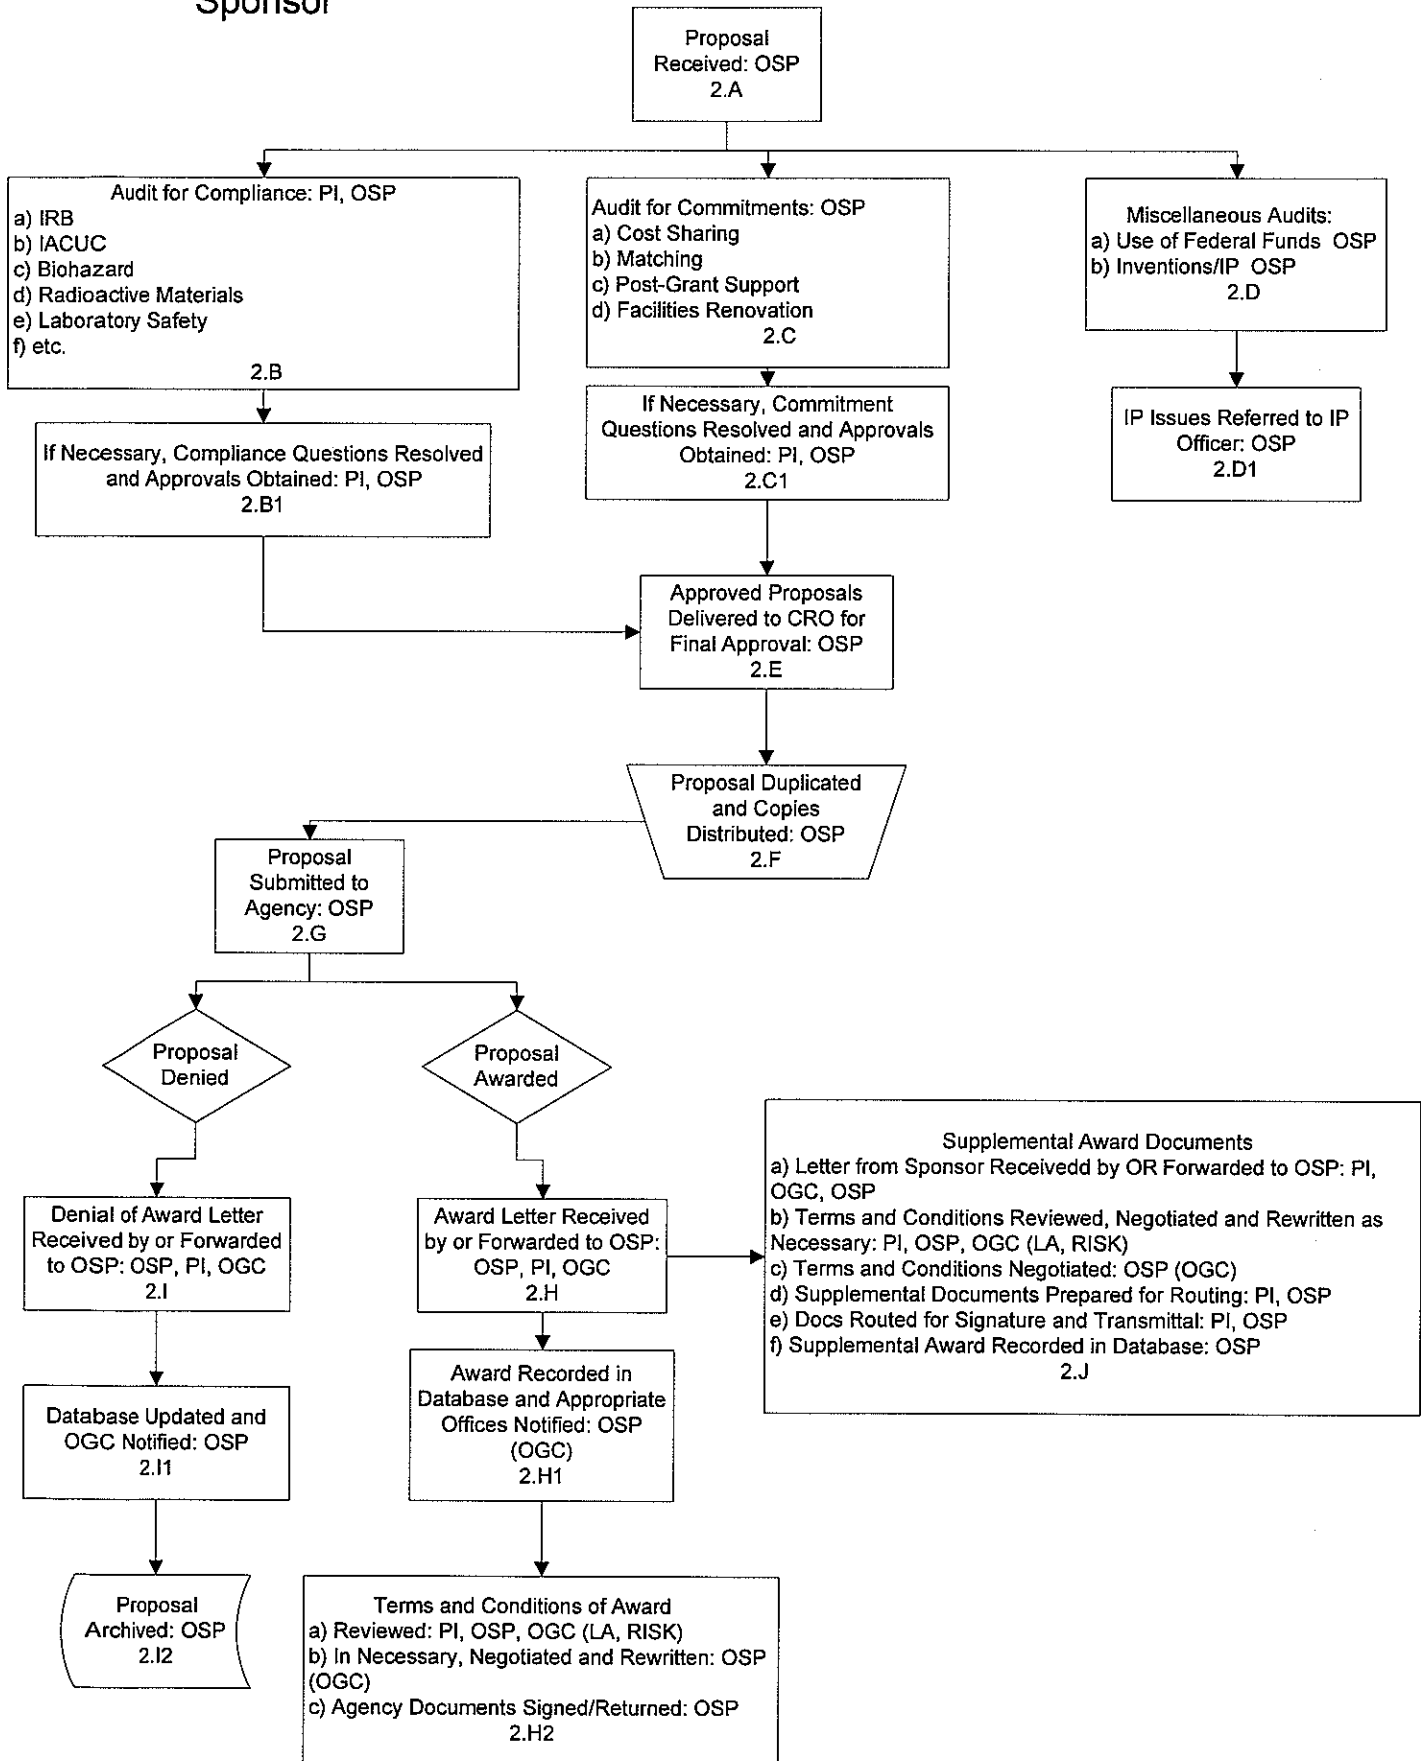 Sponsor
Proposal
Received: OSP
2.A
Audit for Compliance: PI, OSP
a) IRB
b) IACUC
c) Biohazard
d) Radioactive Materials
e) Laboratory Safety
f) etc.
2.B
Audit for Commitments: OSP
a) Cost Sharing
b) Matching
c) Post-Grant Support
d) Facilities Renovation
2.C
Miscellaneous Audits:
a) Use of Federal Funds OSP
b) Inventions/IP OSP
2.D
If Necessary, Compliance Questions Resolved
and Approvals Obtained: PI, OSP
2.B1
If Necessary, Commitment
Questions Resolved and Approvals
Obtained: PI, OSP
2.C1
IP Issues Referred to IP
Officer: OSP
2.D1
Approved Proposals
Delivered to CRO for
Final Approval: OSP
2.E
Proposal Duplicated
and Copies
Distributed: OSP
2.F
Proposal
Submitted to
Agency: OSP
2.G
Proposal
Denied
Proposal
Awarded
Denial of Award Letter
Received by or Forwarded
to OSP: OSP, PI, OGC
2.I
Award Letter Received
by or Forwarded to OSP:
OSP, PI, OGC
2.H
Supplemental Award Documents
a) Letter from Sponsor Receivedd by OR Forwarded to OSP: PI,
OGC, OSP
b) Terms and Conditions Reviewed, Negotiated and Rewritten as
Necessary: PI, OSP, OGC (LA, RISK)
c) Terms and Conditions Negotiated: OSP (OGC)
d) Supplemental Documents Prepared for Routing: PI, OSP
e) Docs Routed for Signature and Transmittal: PI, OSP
f) Supplemental Award Recorded in Database: OSP
2.J
Database Updated and
OGC Notified: OSP
2.I1
Award Recorded in
Database and Appropriate
Offices Notified: OSP
(OGC)
2.H1
Proposal
Archived: OSP
2.I2
Terms and Conditions of Award
a) Reviewed: PI, OSP, OGC (LA, RISK)
b) In Necessary, Negotiated and Rewritten: OSP
(OGC)
c) Agency Documents Signed/Returned: OSP
2.H2